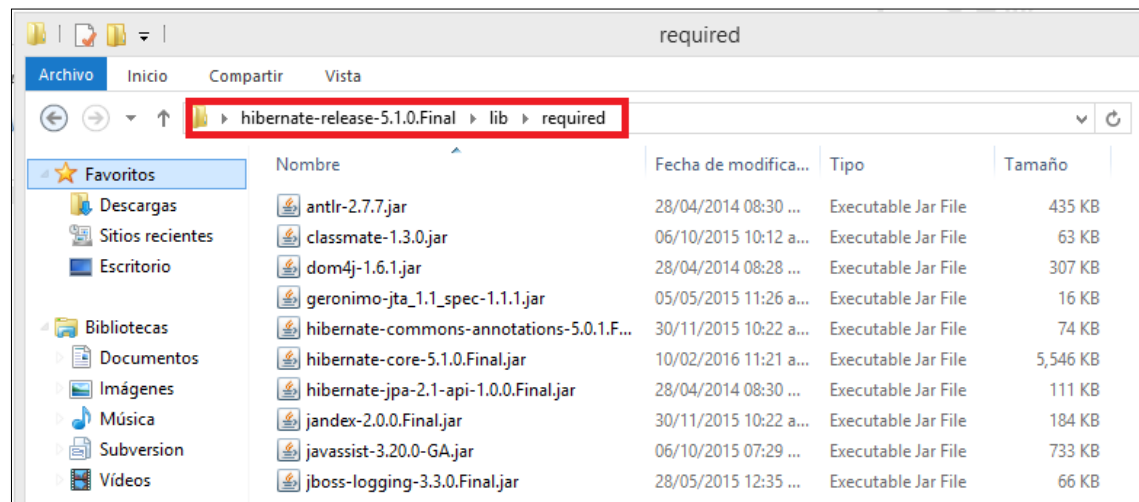 required
Archivo Inicio Compartir Vista
hibernate-release-5.1.0.Final lib required
Favoritos
Descargas
Sitios recientes
Escritorio
Bibliotecas
Documentos
Imágenes
Música
Subversion
Vídeos
Nombre Fecha de modifica... Tipo Tamaño
antlr-2.7.7.jar 28/04/2014 08:30 ... Executable Jar File 435 KB
classmate-1.3.0.jar 06/10/2015 10:12 a... Executable Jar File 63 KB
dom4j-1.6.1.jar 28/04/2014 08:28 ... Executable Jar File 307 KB
geronimo-jta_1.1_spec-1.1.1.jar 05/05/2015 11:26 a... Executable Jar File 16 KB
hibernate-commons-annotations-5.0.1.F... 30/11/2015 10:22 a... Executable Jar File 74 KB
hibernate-core-5.1.0.Final.jar 10/02/2016 11:21 a... Executable Jar File 5,546 KB
hibernate-jpa-2.1-api-1.0.0.Final.jar 28/04/2014 08:30 ... Executable Jar File 111 KB
jandex-2.0.0.Final.jar 30/11/2015 10:22 a... Executable Jar File 184 KB
javassist-3.20.0-GA.jar 06/10/2015 07:29 ... Executable Jar File 733 KB
jboss-logging-3.3.0.Final.jar 28/05/2015 12:35 ... Executable Jar File 66 KB